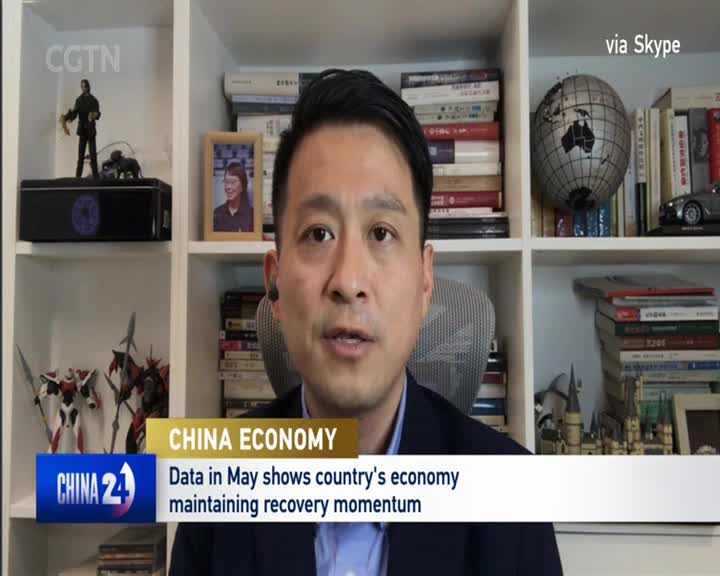 CGTN
via Skype
CHINA ECONOMY
CHINA 24
Data in May shows country's economy
maintaining recovery momentum